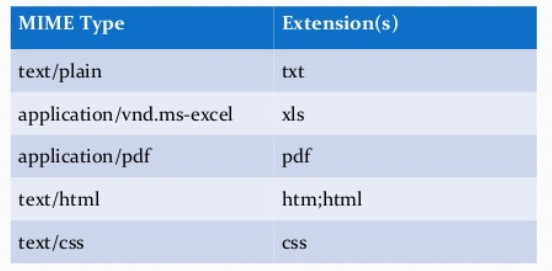 MIME Type Extension(s)
text/plain txt
application/vnd.ms-excel xls
application/pdf pdf
text/html htm;html
text/css css